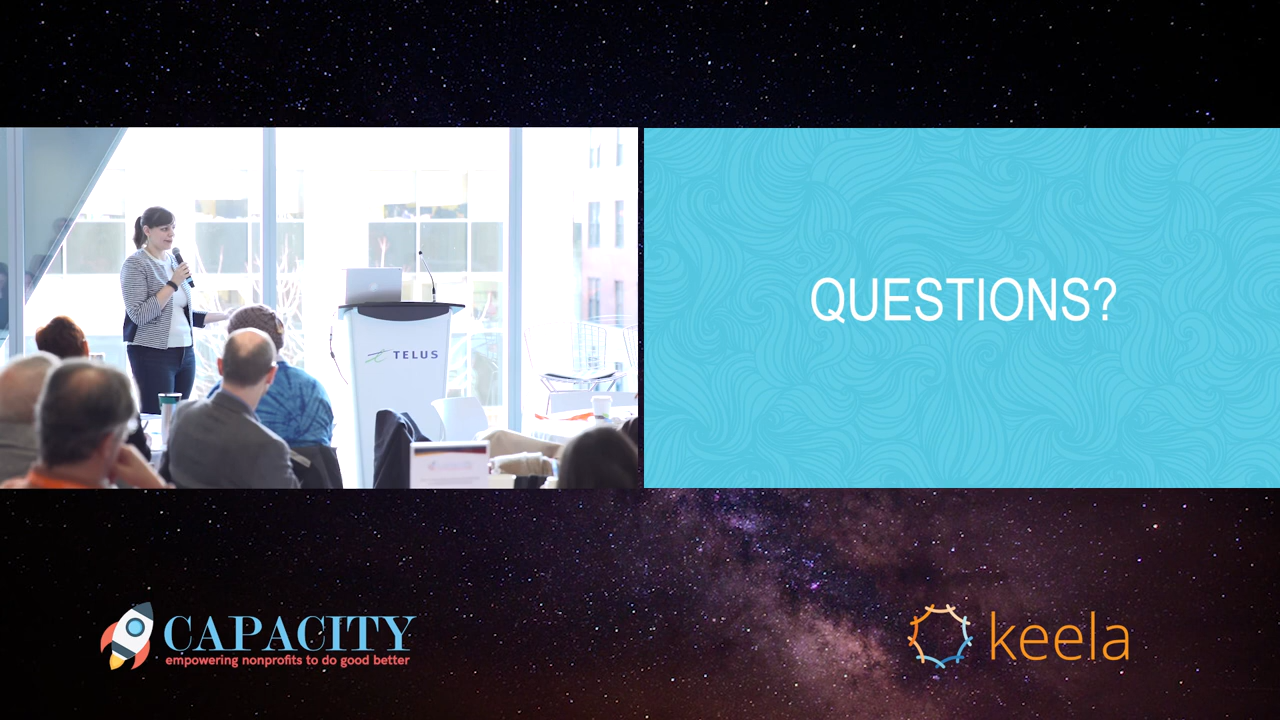 TELUS
QUESTIONS?
CAPACITY
empowering nonprofits to do good better
keela